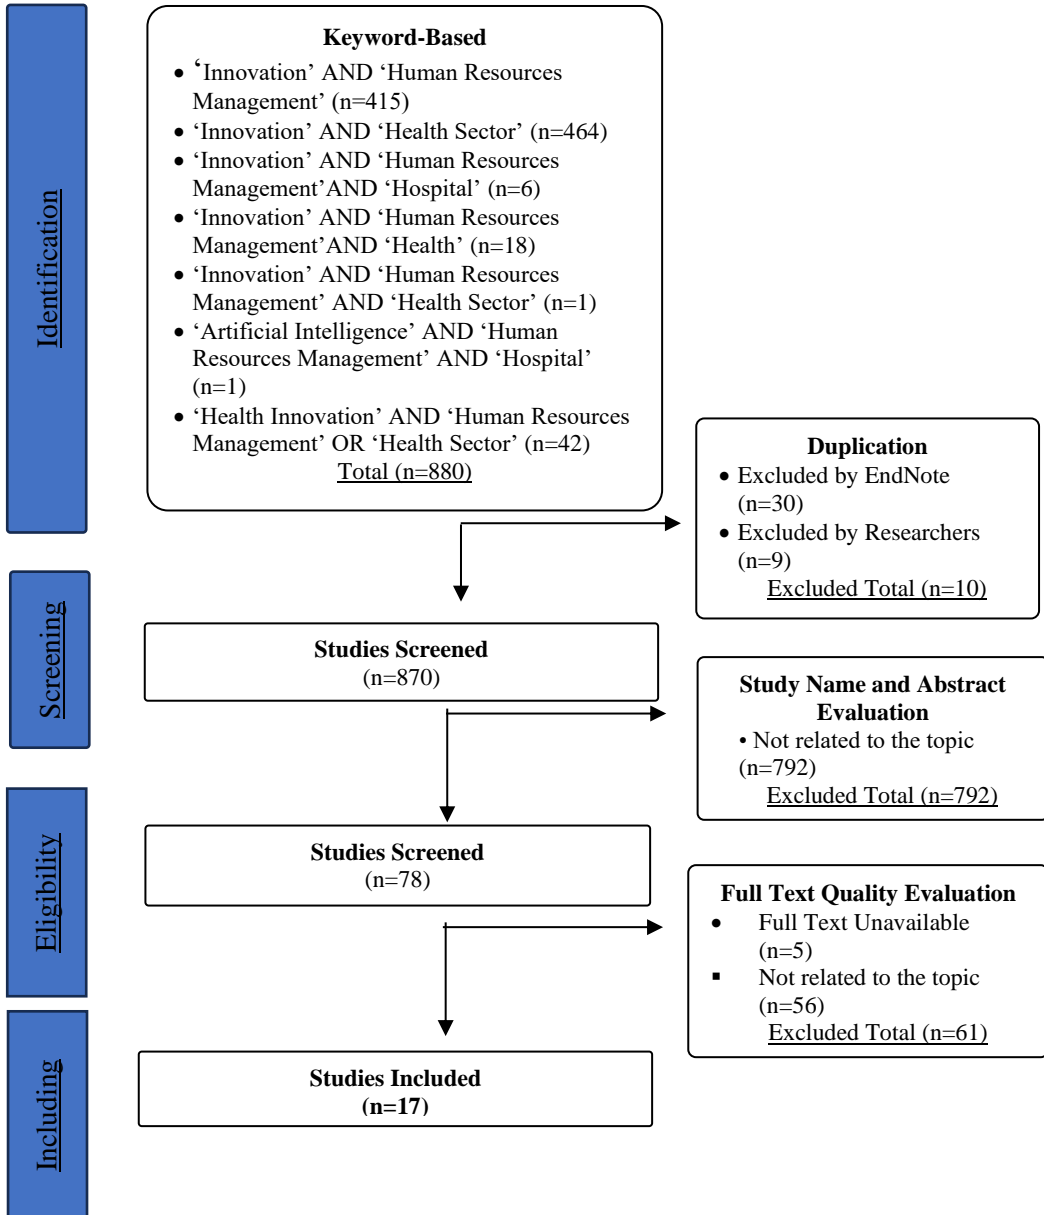 Identification
Keyword-Based
• ‘Innovation’ AND ‘Human Resources
Management’ (n=415)
• ‘Innovation’ AND ‘Health Sector’ (n=464)
• ‘Innovation’ AND ‘Human Resources
Management’AND ‘Hospital’ (n=6)
• ‘Innovation’ AND ‘Human Resources
Management’AND ‘Health’ (n=18)
• ‘Innovation’ AND ‘Human Resources
Management’ AND ‘Health Sector’ (n=1)
• ‘Artificial Intelligence’ AND ‘Human
Resources Management’ AND ‘Hospital’
(n=1)
• ‘Health Innovation’ AND ‘Human Resources
Management’ OR ‘Health Sector’ (n=42)
Total (n=880)
Duplication
• Excluded by EndNote
(n=30)
• Excluded by Researchers
(n=9)
Excluded Total (n=10)
Screening
Studies Screened
(n=870)
Study Name and Abstract
Evaluation
• Not related to the topic
(n=792)
Excluded Total (n=792)
Eligibility
Studies Screened
(n=78)
Full Text Quality Evaluation
• Full Text Unavailable
(n=5)
▪ Not related to the topic
(n=56)
Excluded Total (n=61)
Including
Studies Included
(n=17)